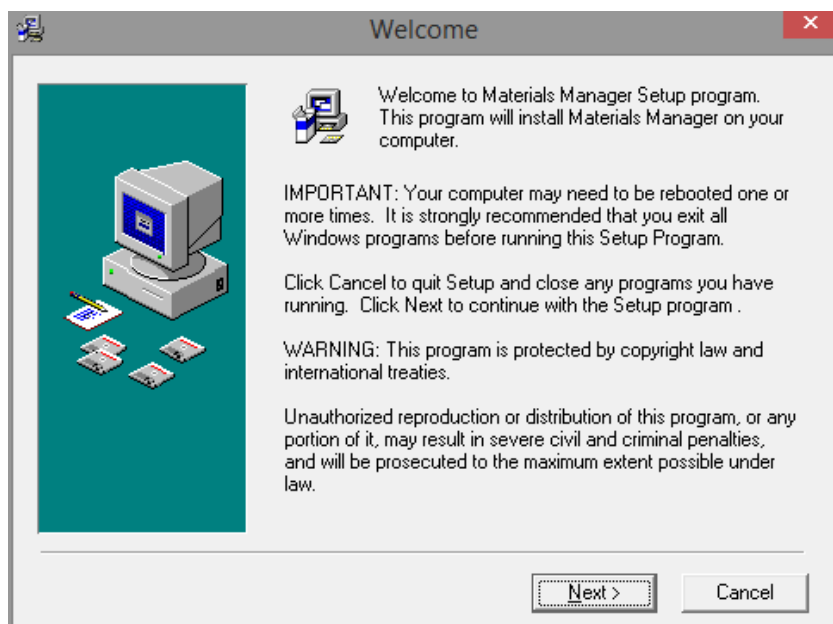 Welcome
Welcome to Materials Manager Setup program.
This program will install Materials Manager on your
computer.
IMPORTANT: Your computer may need to be rebooted one or
more times. It is strongly recommended that you exit all
Windows programs before running this Setup Program.
Click Cancel to quit Setup and close any programs you have
running. Click Next to continue with the Setup program .
WARNING: This program is protected by copyright law and
international treaties.
Unauthorized reproduction or distribution of this program, or any
portion of it, may result in severe civil and criminal penalties,
and will be prosecuted to the maximum extent possible under
law.
Next >
Cancel